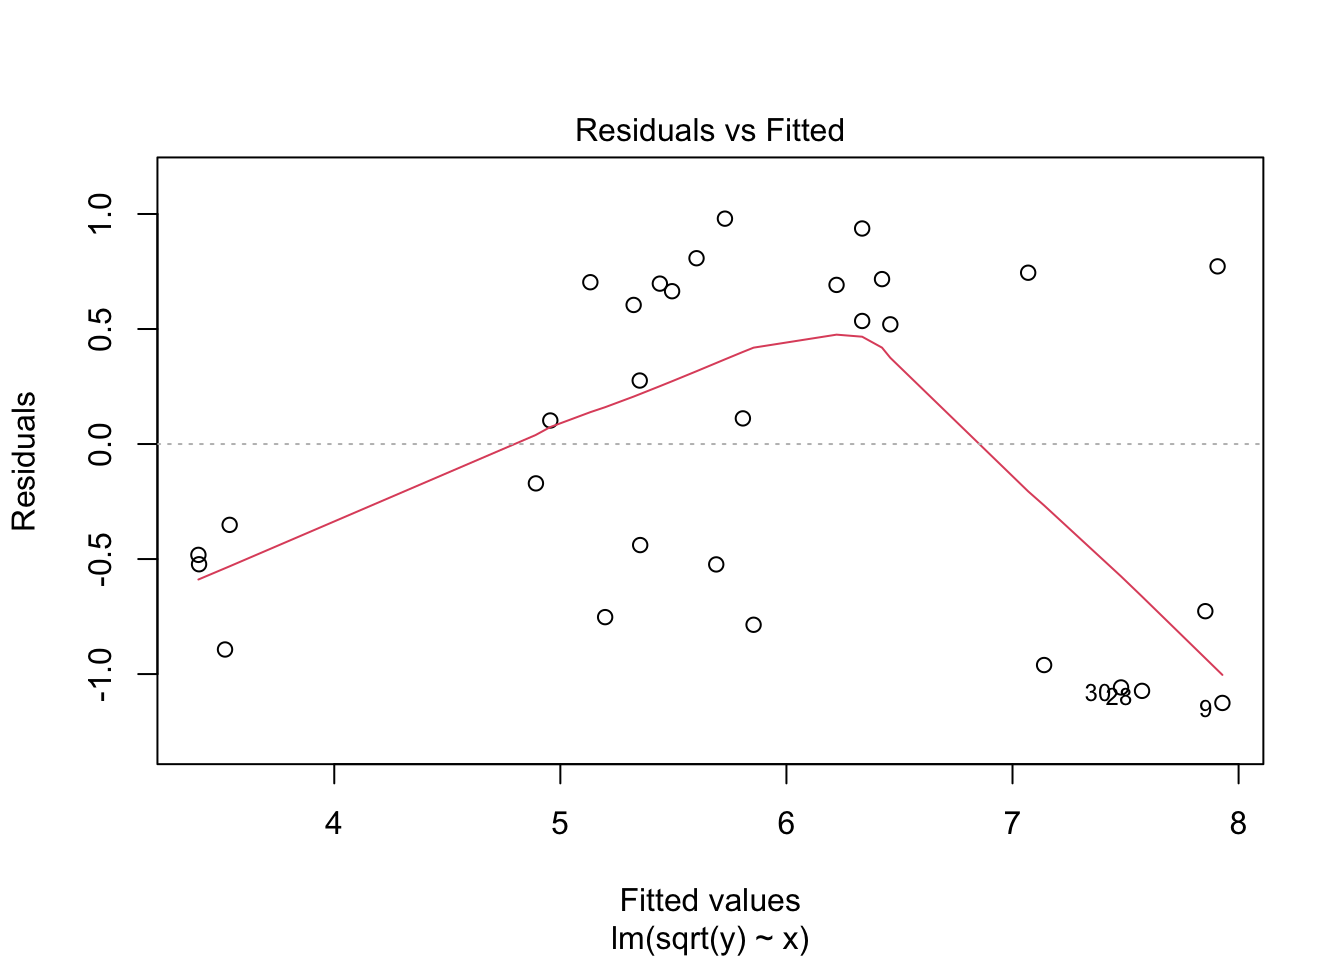 Residuals vs Fitted
Residuals
1.0
0.5
0.0
-0.5
-1.0
30
28
9
4 5 6 7 8
Fitted values
lm(sqrt(y) ~ x)